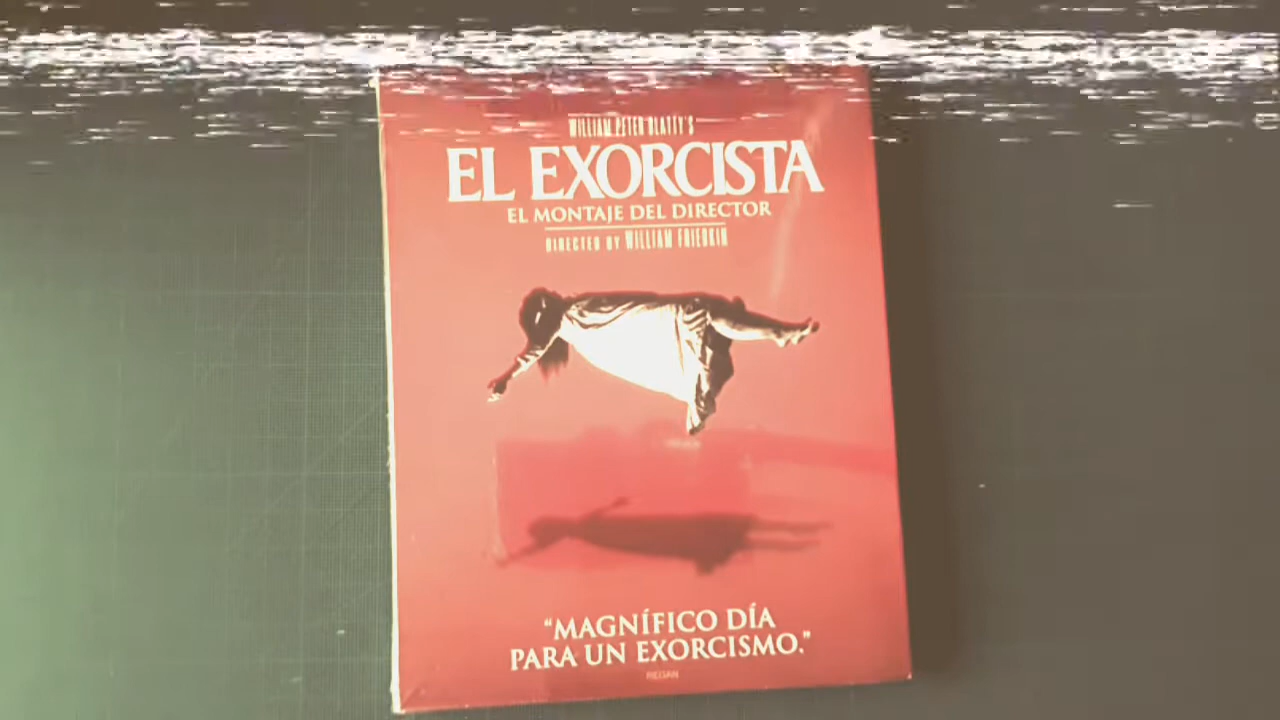 WILLIAM PETER BLATTY'S
EL EXORCISTA
EL MONTAJE DEL DIRECTOR
DIRECTED BY WILLIAM FRIEDKIN
“MAGNÍFICO DÍA
PARA UN EXORCISMO.”
REGAN